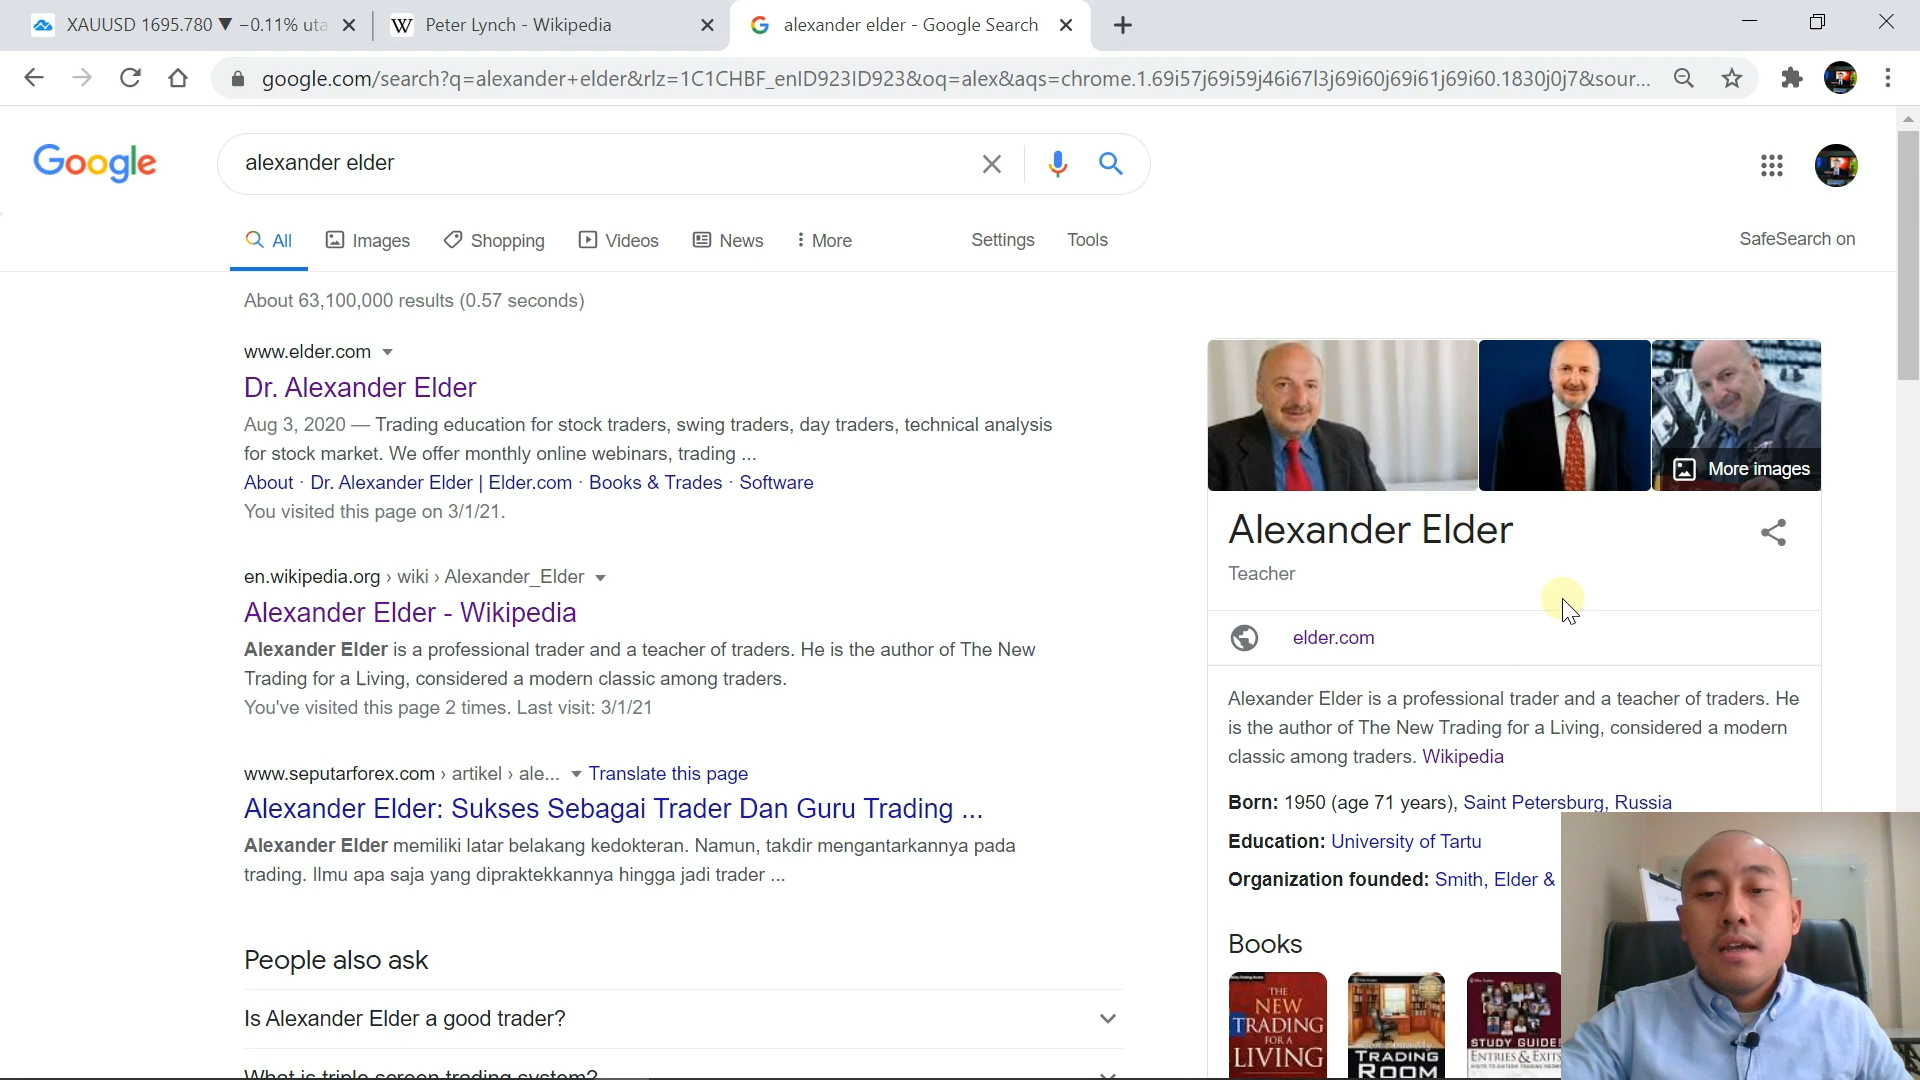 XAUUSD 1695.780 ▼ −0.11% uta
Peter Lynch - Wikipedia
alexander elder - Google Search
google.com/search?q=alexander+elder&rlz=1C1CHBF_enID923ID923&oq=alex&aqs=chrome.1.69i57j69i59j46i67l3j69i60j69i61j69i60.1830j0j7&sour...
Google
alexander elder
All
Images
Shopping
Videos
News
More
Settings
Tools
SafeSearch on
About 63,100,000 results (0.57 seconds)
www.elder.com
Dr. Alexander Elder
Aug 3, 2020 — Trading education for stock traders, swing traders, day traders, technical analysis
for stock market. We offer monthly online webinars, trading ...
About · Dr. Alexander Elder | Elder.com · Books & Trades · Software
You visited this page on 3/1/21.
en.wikipedia.org › wiki › Alexander_Elder
Alexander Elder - Wikipedia
Alexander Elder is a professional trader and a teacher of traders. He is the author of The New
Trading for a Living, considered a modern classic among traders.
You've visited this page 2 times. Last visit: 3/1/21
www.seputarforex.com › artikel › ale... Translate this page
Alexander Elder: Sukses Sebagai Trader Dan Guru Trading ...
Alexander Elder memiliki latar belakang kedokteran. Namun, takdir mengantarkannya pada
trading. Ilmu apa saja yang dipraktekkannya hingga jadi trader ...
People also ask
Is Alexander Elder a good trader?
What is triple screen trading system?
More images
Alexander Elder
Teacher
elder.com
Alexander Elder is a professional trader and a teacher of traders. He
is the author of The New Trading for a Living, considered a modern
classic among traders. Wikipedia
Born: 1950 (age 71 years), Saint Petersburg, Russia
Education: University of Tartu
Organization founded: Smith, Elder &
Books
THE
NEW
TRADING
FOR A
LIVING
TRADING
ROOM
STUDY GUIDE
ENTRIES & EXITS